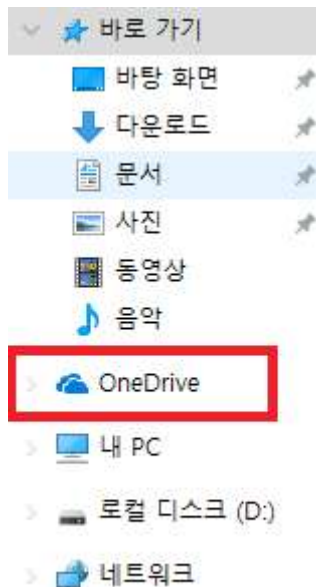 바로 가기
바탕 화면
다운로드
문서
사진
동영상
음악
OneDrive
내 PC
로컬 디스크 (D:)
네트워크